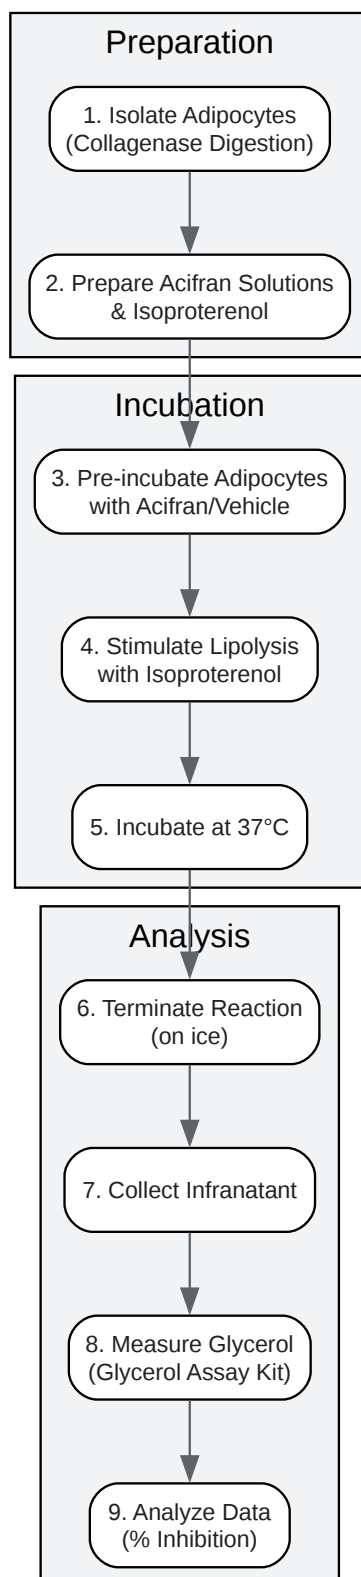 Preparation
1. Isolate Adipocytes
(Collagenase Digestion)
2. Prepare Acifran Solutions
& Isoproterenol
Incubation
3. Pre-incubate Adipocytes
with Acifran/Vehicle
4. Stimulate Lipolysis
with Isoproterenol
5. Incubate at 37°C
Analysis
6. Terminate Reaction
(on ice)
7. Collect Infranatant
8. Measure Glycerol
(Glycerol Assay Kit)
9. Analyze Data
(% Inhibition)